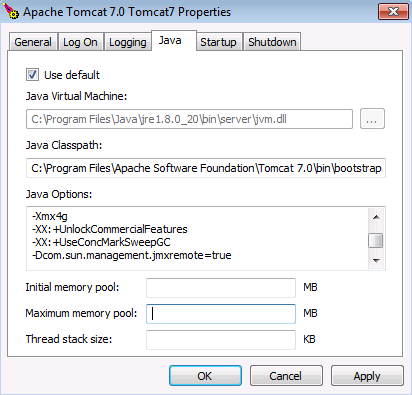 Apache Tomcat 7.0 Tomcat7 Properties
General Log On Logging Java Startup Shutdown
Use default
Java Virtual Machine:
C:\Program Files\Java\jre1.8.0_20\bin\server\jvm.dll ...
Java Classpath:
C:\Program Files\Apache Software Foundation\Tomcat 7.0\bin\bootstrap
Java Options:
-Xmx4g
-XX:+UnlockCommercialFeatures
-XX:+UseConcMarkSweepGC
-Dcom.sun.management.jmxremote=true
Initial memory pool: MB
Maximum memory pool: MB
Thread stack size: KB
OK Cancel Apply